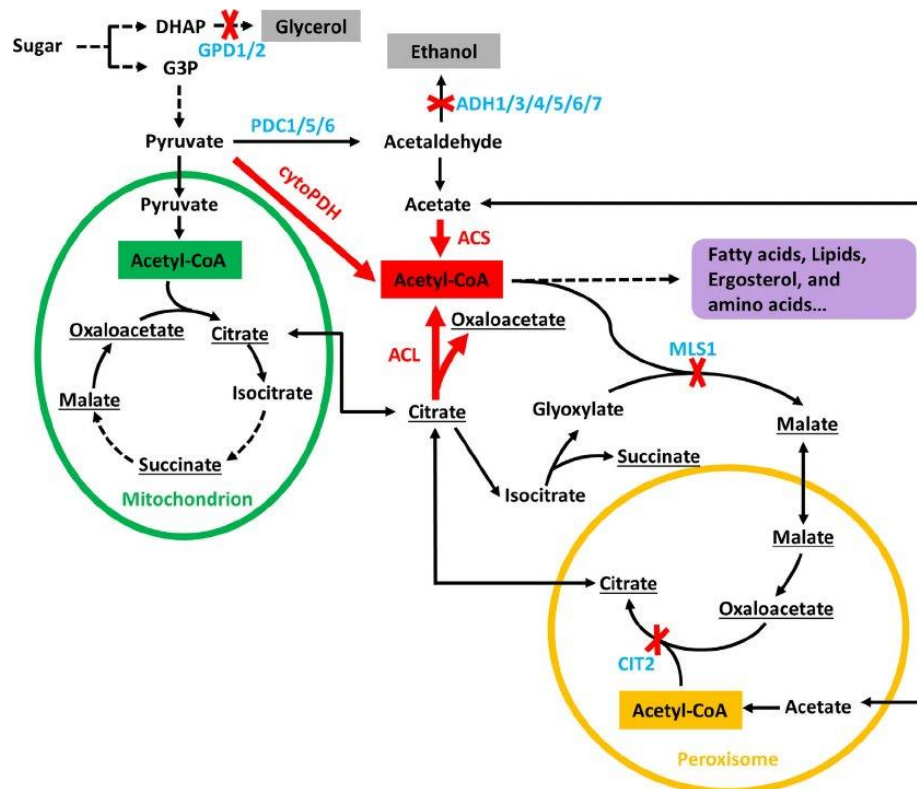 DHAP
Glycerol
Sugar
GPD1/2
G3P
Ethanol
ADH1/3/4/5/6/7
PDC1/5/6
Pyruvate
Acetaldehyde
cytoPDH
Pyruvate
Acetate
ACS
Acetyl-CoA
Acetyl-CoA
Fatty acids, Lipids,
Ergosterol, and
amino acids...
Oxaloacetate
Citrate
Oxaloacetate
ACL
MLS1
Malate
Isocitrate
Citrate
Glyoxylate
Malate
Succinate
Succinate
Isocitrate
Mitochondrion
Malate
Citrate
Oxaloacetate
CIT2
Acetyl-CoA
Acetate
Peroxisome